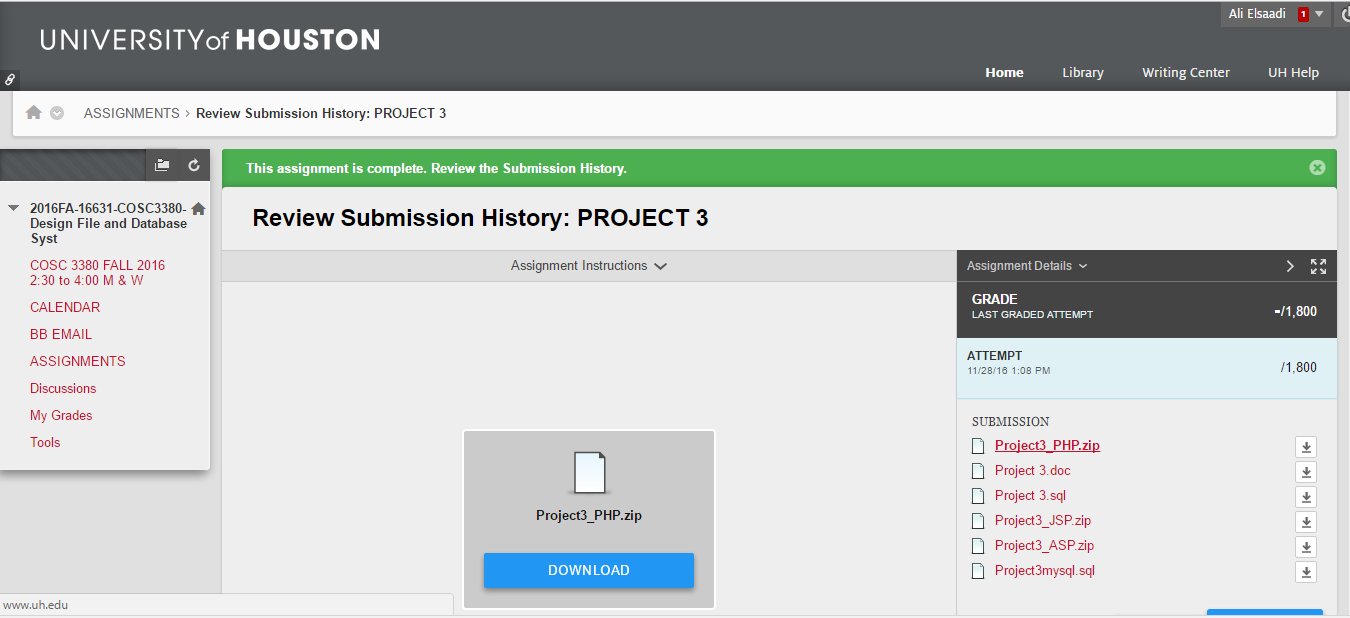 Ali Elsaadi 1
UNIVERSITYof HOUSTON
Home Library Writing Center UH Help
ASSIGNMENTS › Review Submission History: PROJECT 3
This assignment is complete. Review the Submission History.
2016FA-16631-COSC3380-
Design File and Database
Syst
COSC 3380 FALL 2016
2:30 to 4:00 M & W
CALENDAR
BB EMAIL
ASSIGNMENTS
Discussions
My Grades
Tools
Review Submission History: PROJECT 3
Assignment Instructions
Project3_PHP.zip
DOWNLOAD
Assignment Details
GRADE
LAST GRADED ATTEMPT
-/1,800
ATTEMPT
11/28/16 1:08 PM
/1,800
SUBMISSION
Project3_PHP.zip
Project 3.doc
Project 3.sql
Project3_JSP.zip
Project3_ASP.zip
Project3mysql.sql
www.uh.edu